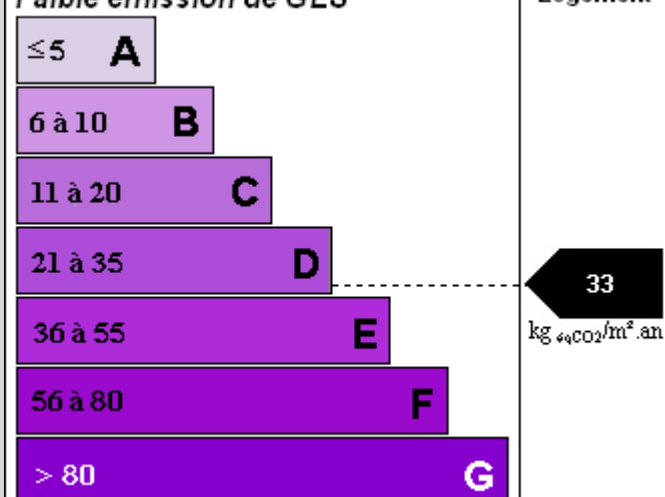 Faible émission de GES
Logement
≤5 A
6 à 10 B
11 à 20 C
21 à 35 D
33
36 à 55 E
kg éqCO2/m².an
56 à 80 F
> 80 G